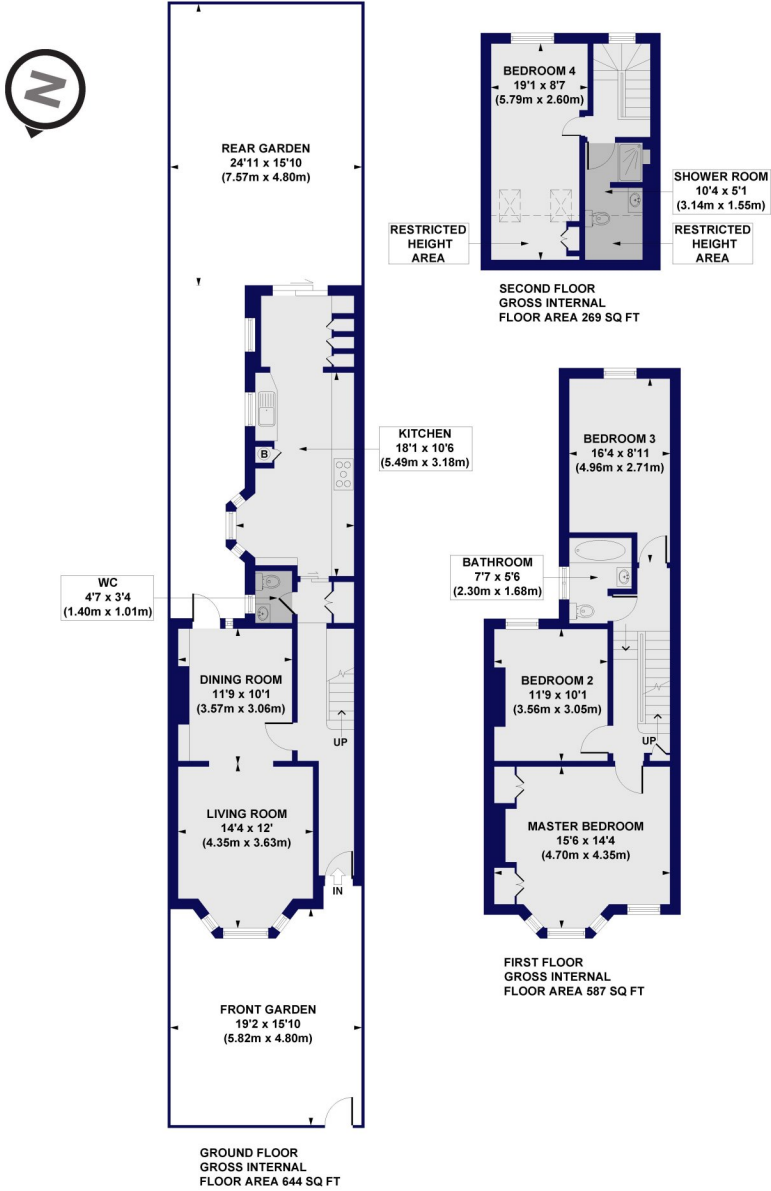 N
REAR GARDEN
24'11 x 15'10
(7.57m x 4.80m)
BEDROOM 4
19'1 x 8'7
(5.79m x 2.60m)
SHOWER ROOM
10'4 x 5'1
(3.14m x 1.55m)
RESTRICTED
HEIGHT
AREA
RESTRICTED
HEIGHT
AREA
SECOND FLOOR
GROSS INTERNAL
FLOOR AREA 269 SQ FT
KITCHEN
18'1 x 10'6
(5.49m x 3.18m)
B
WC
4'7 x 3'4
(1.40m x 1.01m)
DINING ROOM
11'9 x 10'1
(3.57m x 3.06m)
UP
LIVING ROOM
14'4 x 12'
(4.35m x 3.63m)
IN
FRONT GARDEN
19'2 x 15'10
(5.82m x 4.80m)
GROUND FLOOR
GROSS INTERNAL
FLOOR AREA 644 SQ FT
BEDROOM 3
16'4 x 8'11
(4.96m x 2.71m)
BATHROOM
7'7 x 5'6
(2.30m x 1.68m)
BEDROOM 2
11'9 x 10'1
(3.56m x 3.05m)
UP
MASTER BEDROOM
15'6 x 14'4
(4.70m x 4.35m)
FIRST FLOOR
GROSS INTERNAL
FLOOR AREA 587 SQ FT